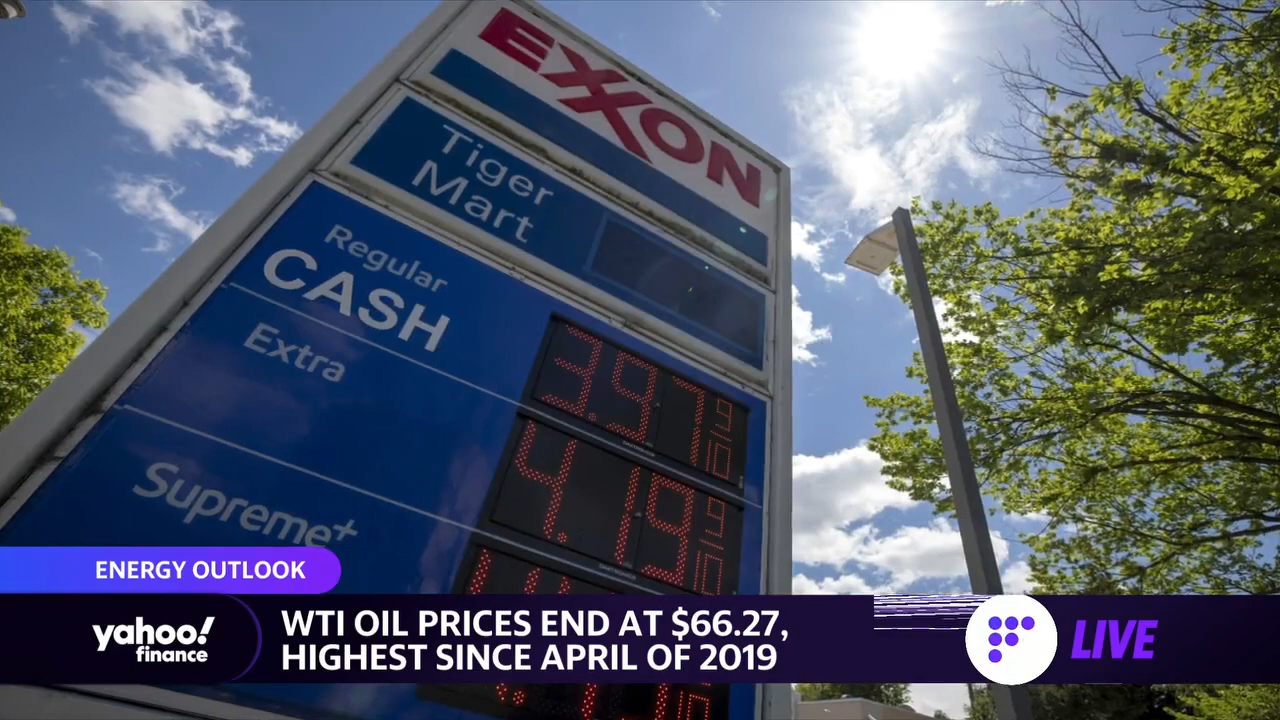 EXXON
Tiger
Mart
Regular
CASH
3.97 9/10
Extra
4.19 9/10
Supreme+
ENERGY OUTLOOK
yahoo!
finance
WTI OIL PRICES END AT $66.27,
HIGHEST SINCE APRIL OF 2019
LIVE